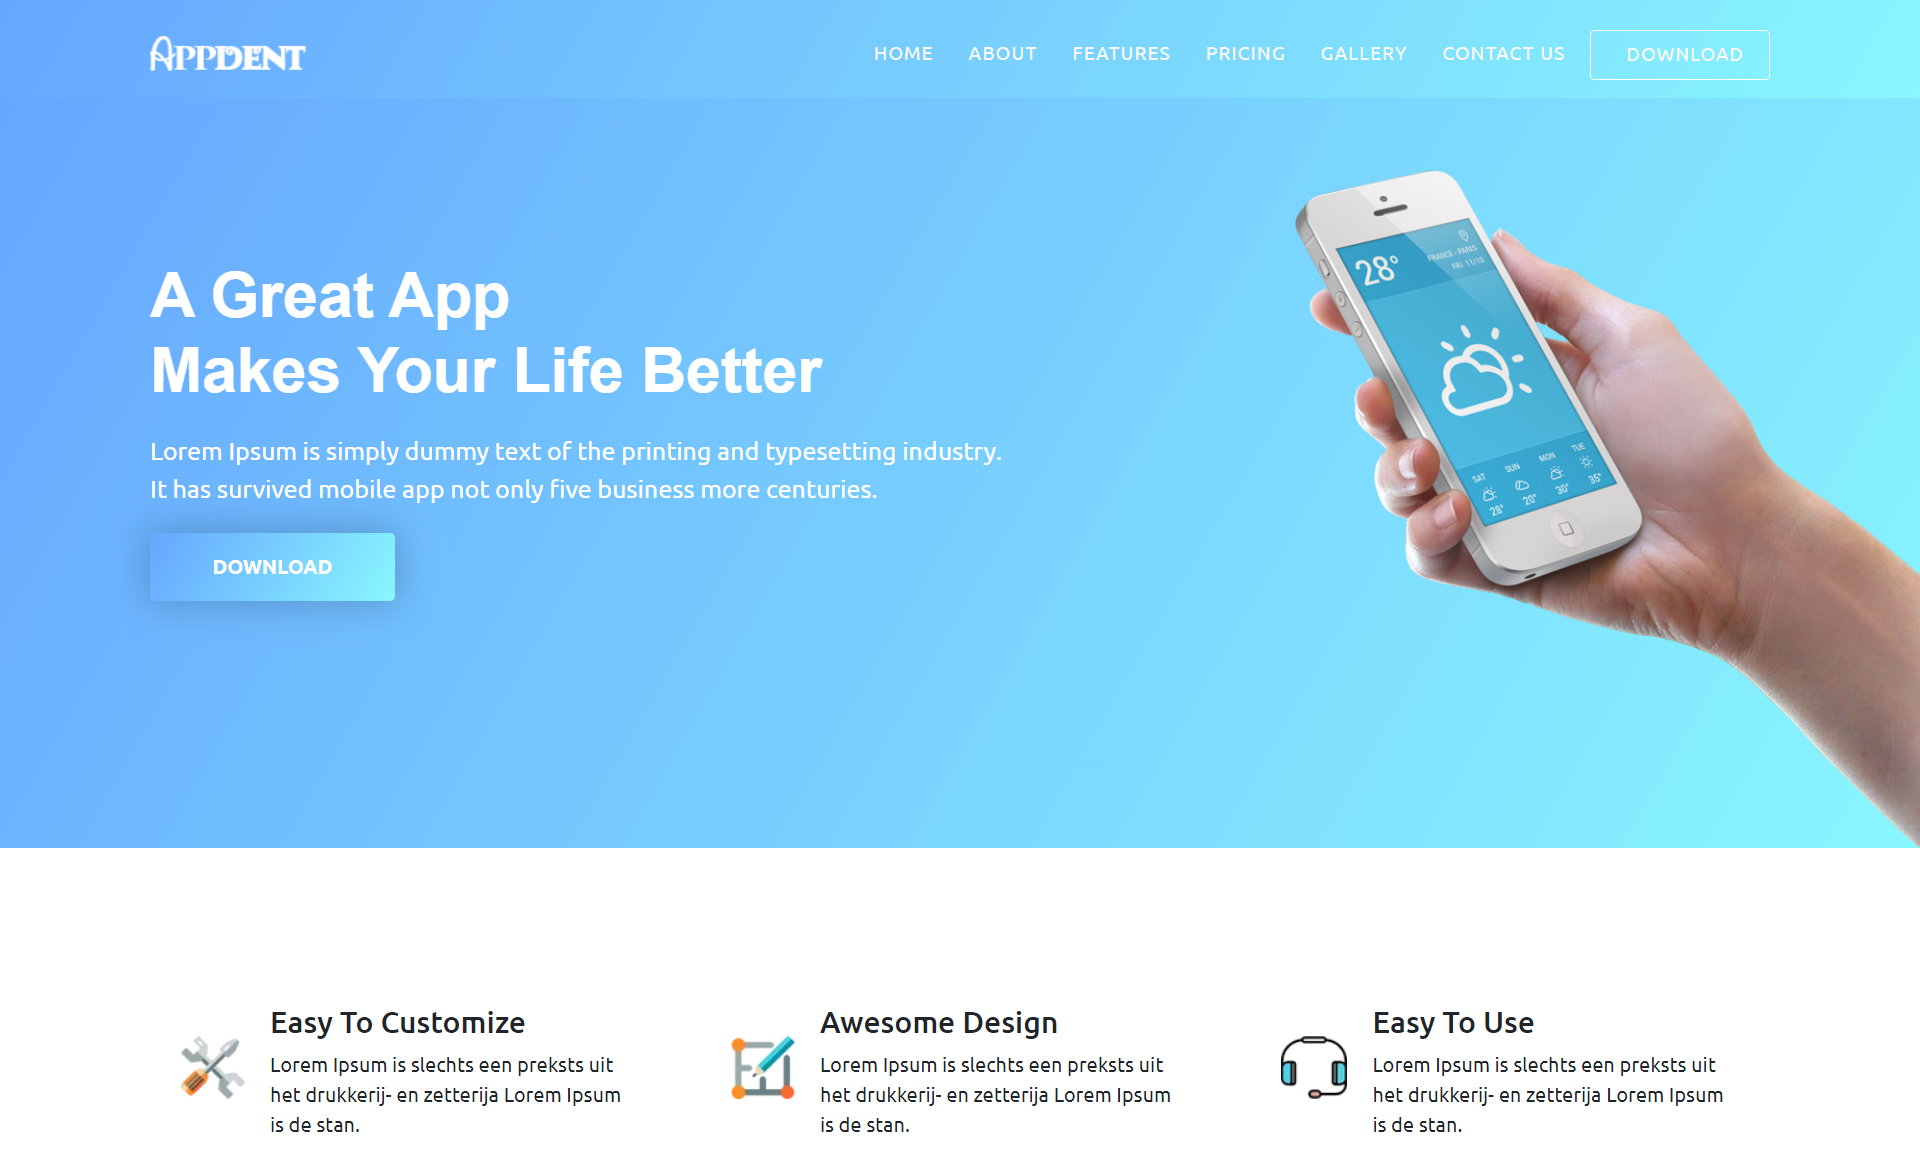 APPDENT
HOME ABOUT FEATURES PRICING GALLERY CONTACT US DOWNLOAD
A Great App
Makes Your Life Better
Lorem Ipsum is simply dummy text of the printing and typesetting industry.
It has survived mobile app not only five business more centuries.
DOWNLOAD
28°
FRANCE - PARIS
FRI 11/10
SAT SUN MON TUE
28° 20° 30° 35°
Easy To Customize
Lorem Ipsum is slechts een preksts uit
het drukkerij- en zetterija Lorem Ipsum
is de stan.
Awesome Design
Lorem Ipsum is slechts een preksts uit
het drukkerij- en zetterija Lorem Ipsum
is de stan.
Easy To Use
Lorem Ipsum is slechts een preksts uit
het drukkerij- en zetterija Lorem Ipsum
is de stan.